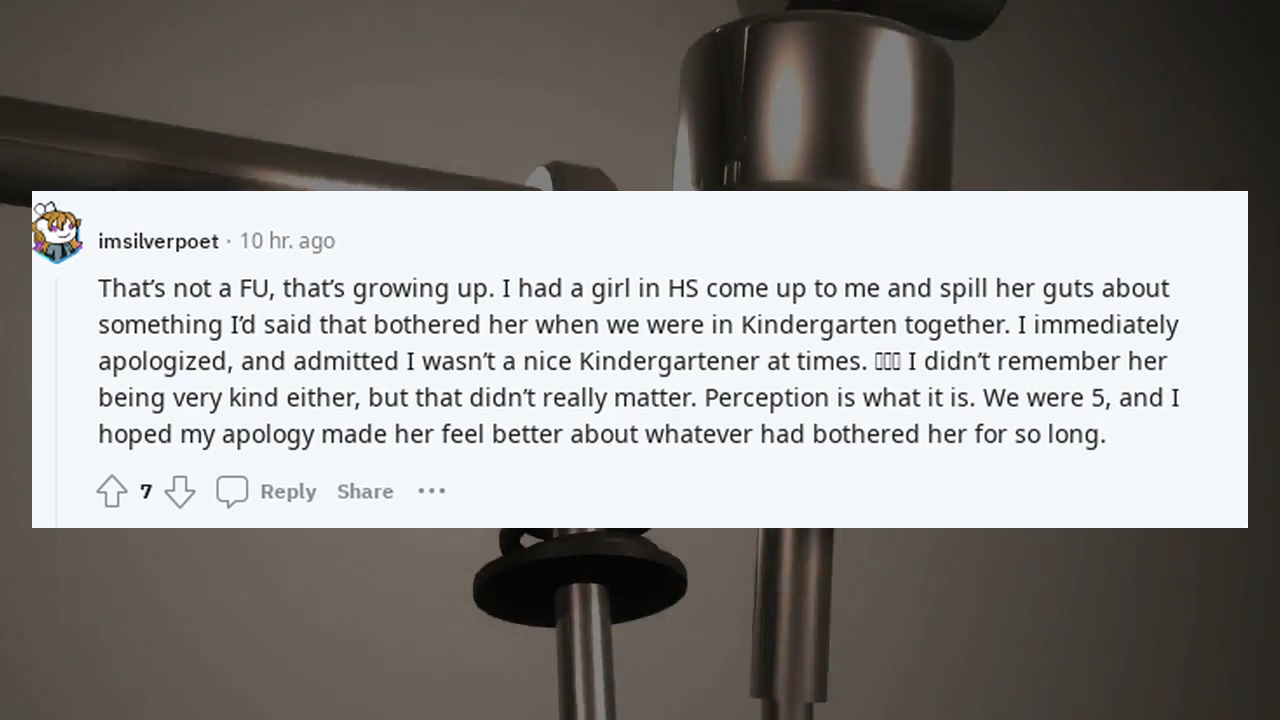 imsilverpoet · 10 hr. ago
That’s not a FU, that’s growing up. I had a girl in HS come up to me and spill her guts about
something I’d said that bothered her when we were in Kindergarten together. I immediately
apologized, and admitted I wasn’t a nice Kindergartener at times. ▯▯▯ I didn’t remember her
being very kind either, but that didn’t really matter. Perception is what it is. We were 5, and I
hoped my apology made her feel better about whatever had bothered her for so long.
7 Reply Share •••